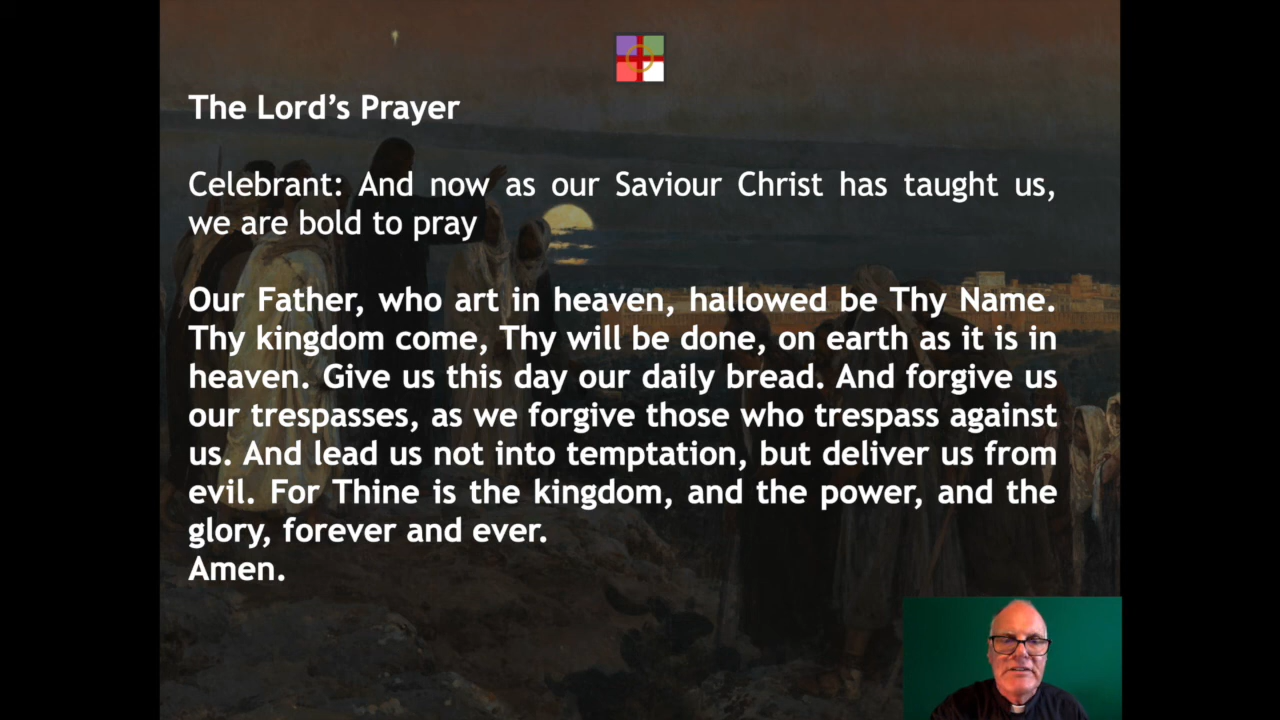 The Lord’s Prayer
Celebrant: And now as our Saviour Christ has taught us,
we are bold to pray
Our Father, who art in heaven, hallowed be Thy Name.
Thy kingdom come, Thy will be done, on earth as it is in
heaven. Give us this day our daily bread. And forgive us
our trespasses, as we forgive those who trespass against
us. And lead us not into temptation, but deliver us from
evil. For Thine is the kingdom, and the power, and the
glory, forever and ever.
Amen.